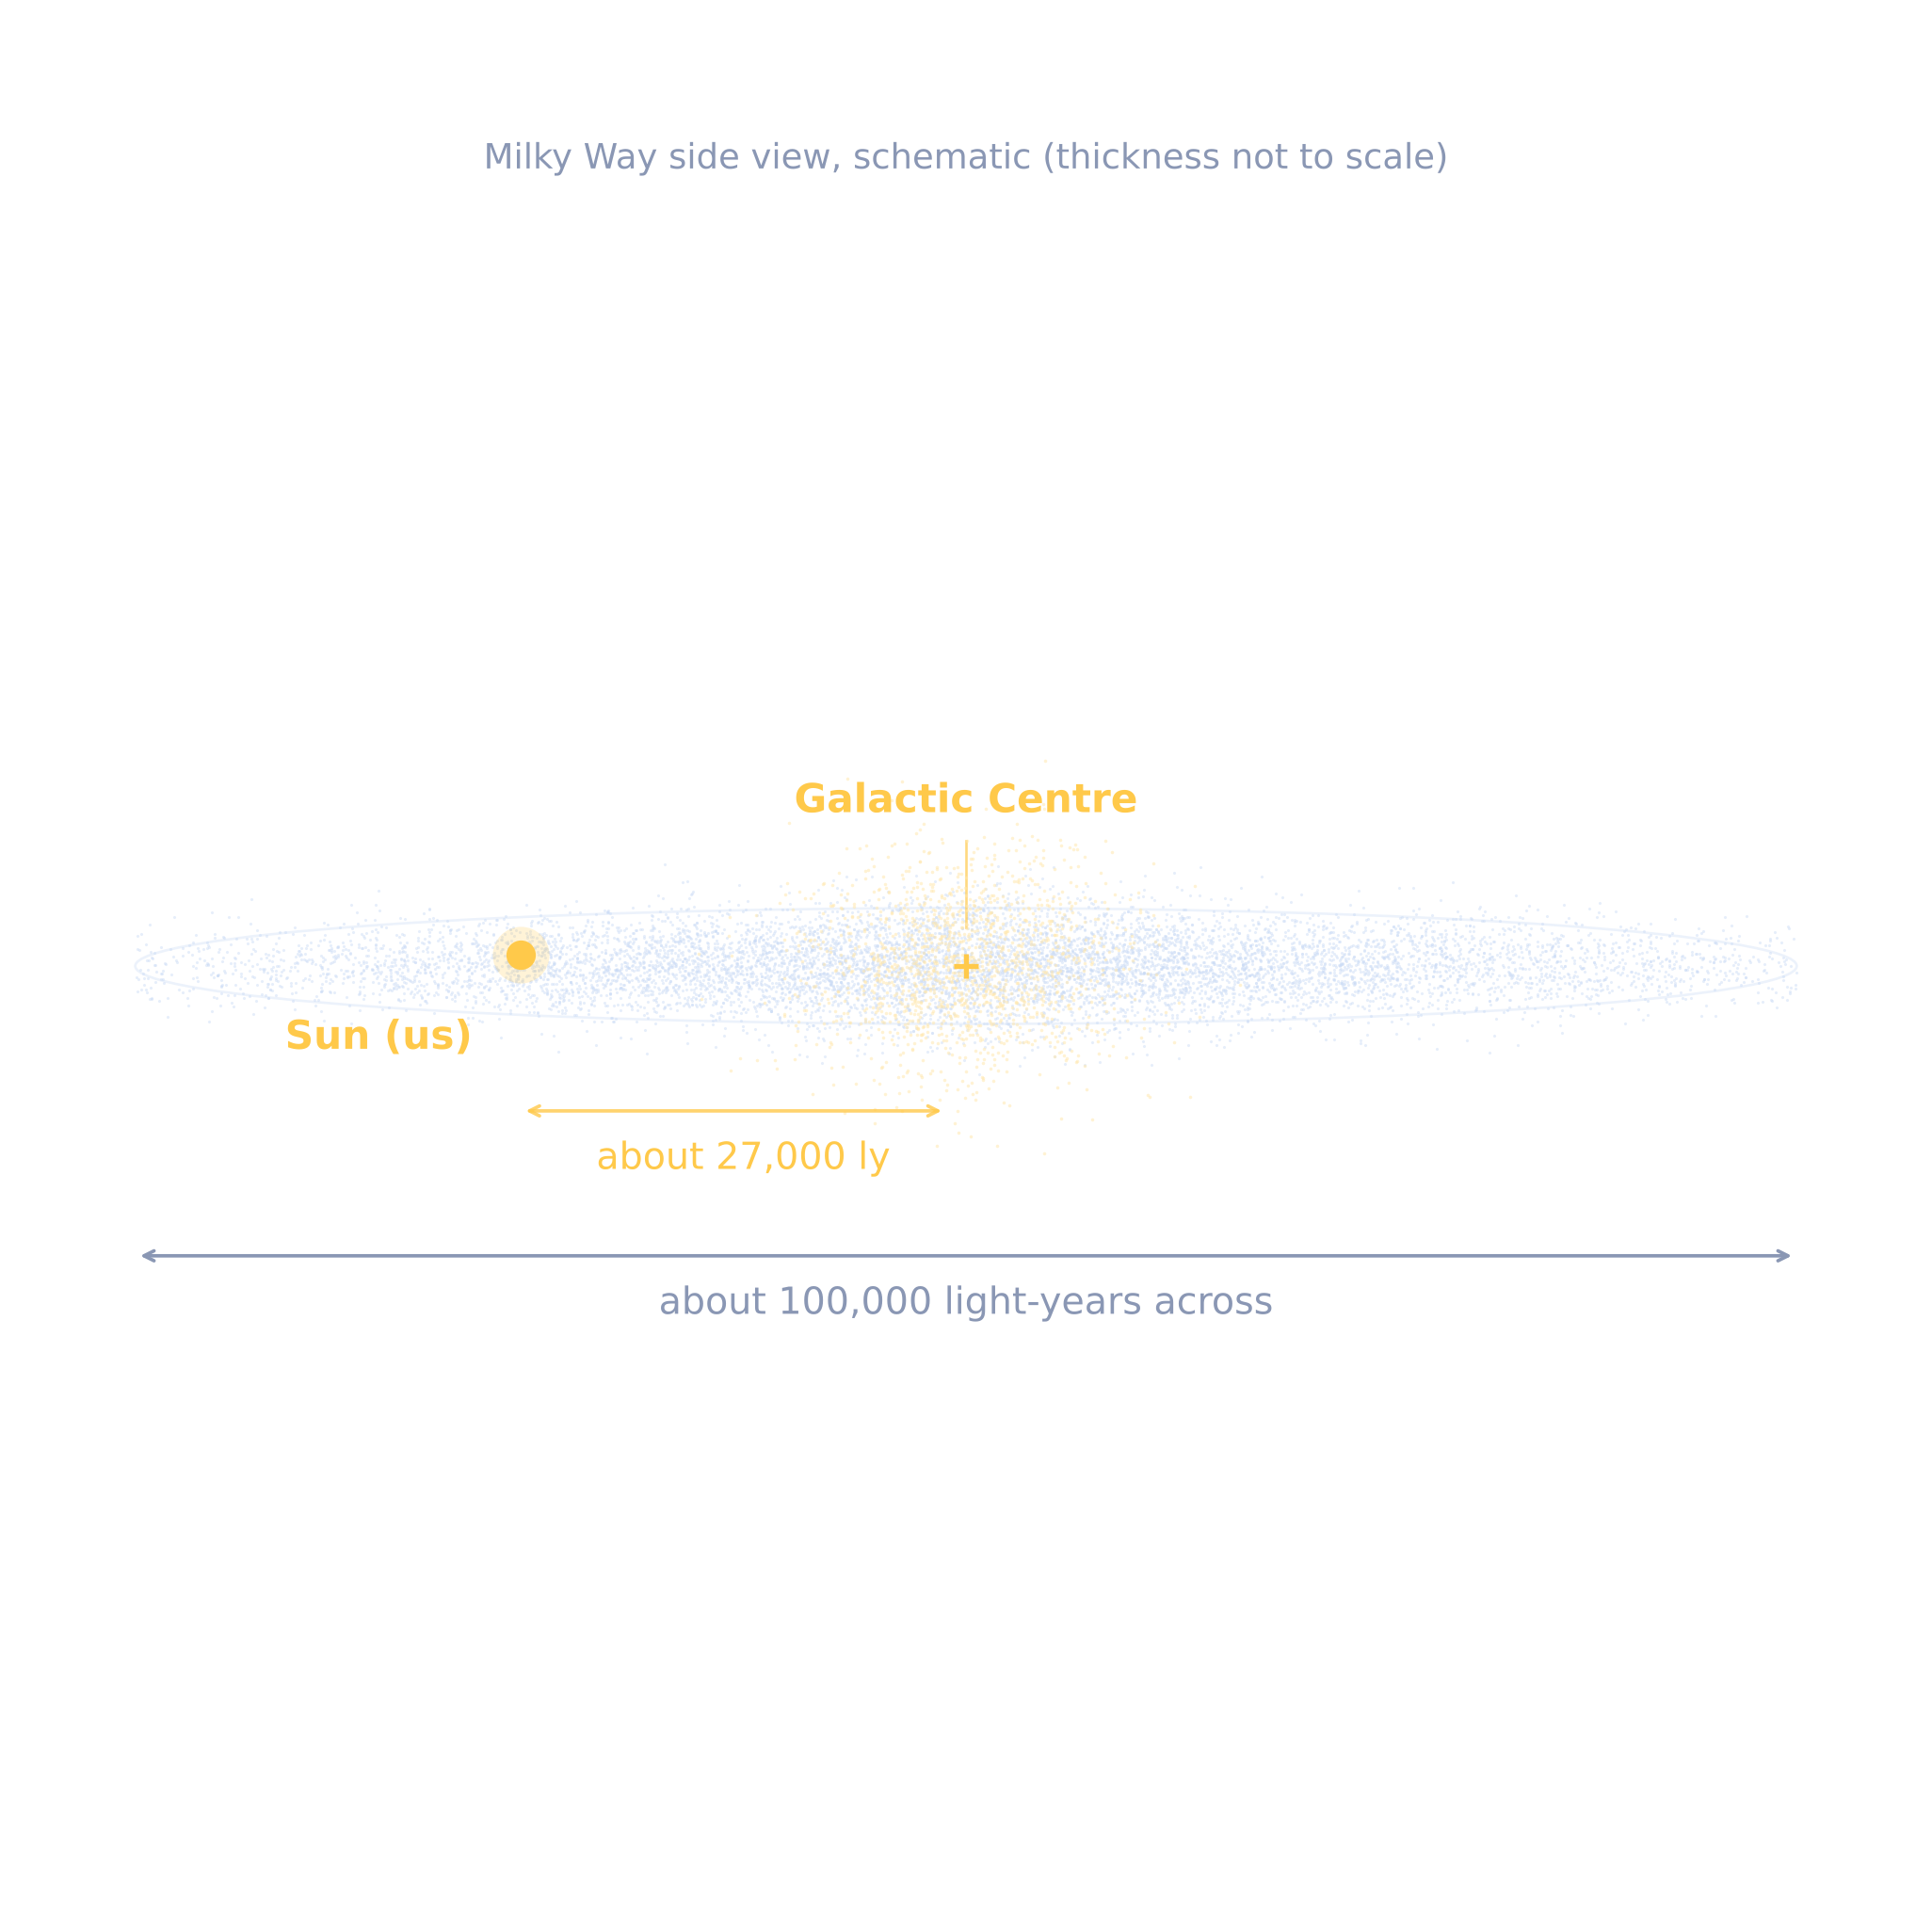 Milky Way side view, schematic (thickness not to scale)
Galactic Centre
Sun (us)
about 27,000 ly
about 100,000 light-years across